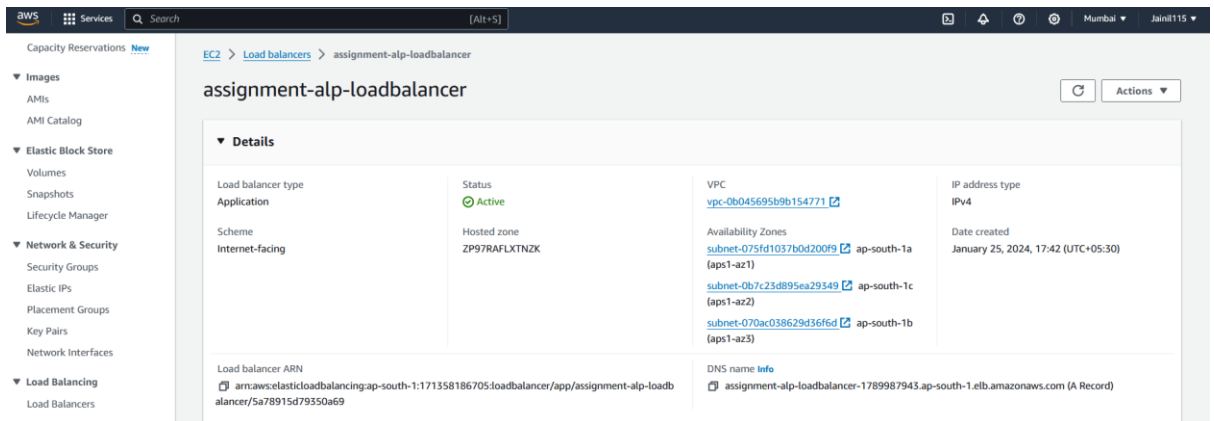 aws Services Search [Alt+S] Mumbai ▼ Jainil115 ▼
Capacity Reservations New
▼ Images
AMIs
AMI Catalog
▼ Elastic Block Store
Volumes
Snapshots
Lifecycle Manager
▼ Network & Security
Security Groups
Elastic IPs
Placement Groups
Key Pairs
Network Interfaces
▼ Load Balancing
Load Balancers
EC2 > Load balancers > assignment-alp-loadbalancer
assignment-alp-loadbalancer
Actions ▼
▼ Details
Load balancer type
Application
Status
Active
VPC
vpc-0b045695b9b154771
IP address type
IPv4
Scheme
Internet-facing
Hosted zone
ZP97RAFLXTNZK
Availability Zones
subnet-075fd1037b0d200f9 ap-south-1a
(aps1-az1)
subnet-0b7c23d895ea29349 ap-south-1c
(aps1-az2)
subnet-070ac038629d36f6d ap-south-1b
(aps1-az3)
Date created
January 25, 2024, 17:42 (UTC+05:30)
Load balancer ARN
arn:aws:elasticloadbalancing:ap-south-1:171358186705:loadbalancer/app/assignment-alp-loadb
alancer/5a78915d79350a69
DNS name Info
assignment-alp-loadbalancer-1789987943.ap-south-1.elb.amazonaws.com (A Record)